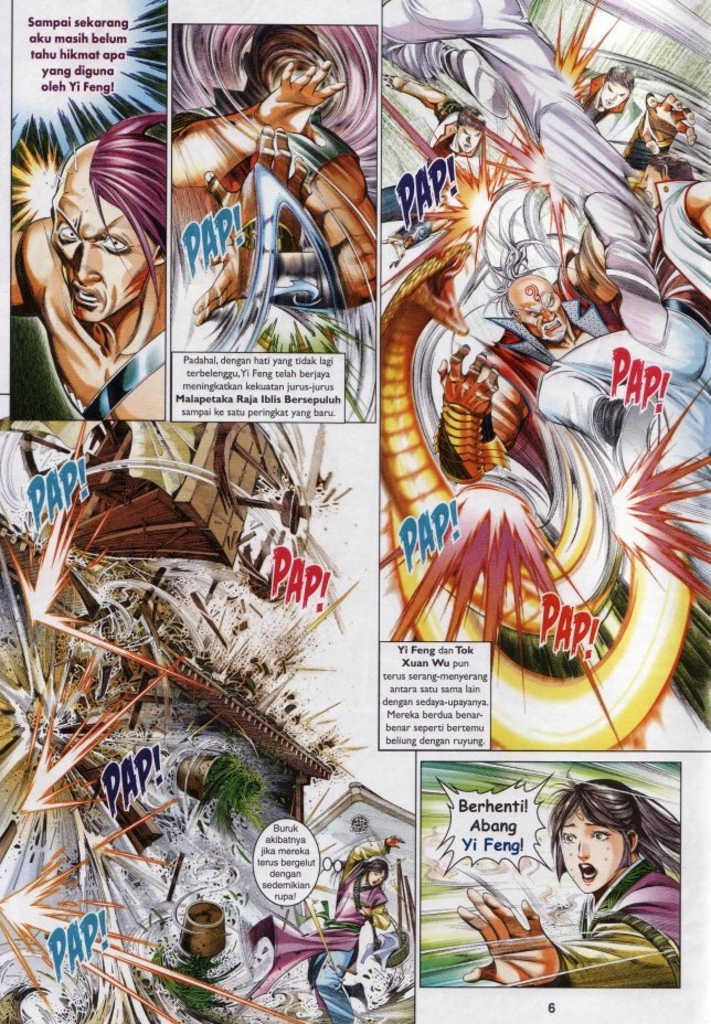 Sampai sekarang
aku masih belum
tahu hikmat apa
yang diguna
oleh Yi Feng!
PAP!
Padahal, dengan hati yang tidak lagi
terbelenggu, Yi Feng telah berjaya
meningkatkan kekuatan jurus-jurus
Malapetaka Raja Iblis Bersepuluh
sampai ke satu peringkat yang baru.
PAP!
PAP!
PAP!
PAP!
Yi Feng dan Tok
Xuan Wu pun
terus serang-menyerang
antara satu sama lain
dengan sedaya-upayanya.
Mereka berdua benar-
benar seperti bertemu
beliung dengan ruyung.
PAP!
PAP!
PAP!
PAP!
Buruk
akibatnya
jika mereka
terus bergelut
dengan
sedemikian
rupa!
Berhenti!
Abang
Yi Feng!
6